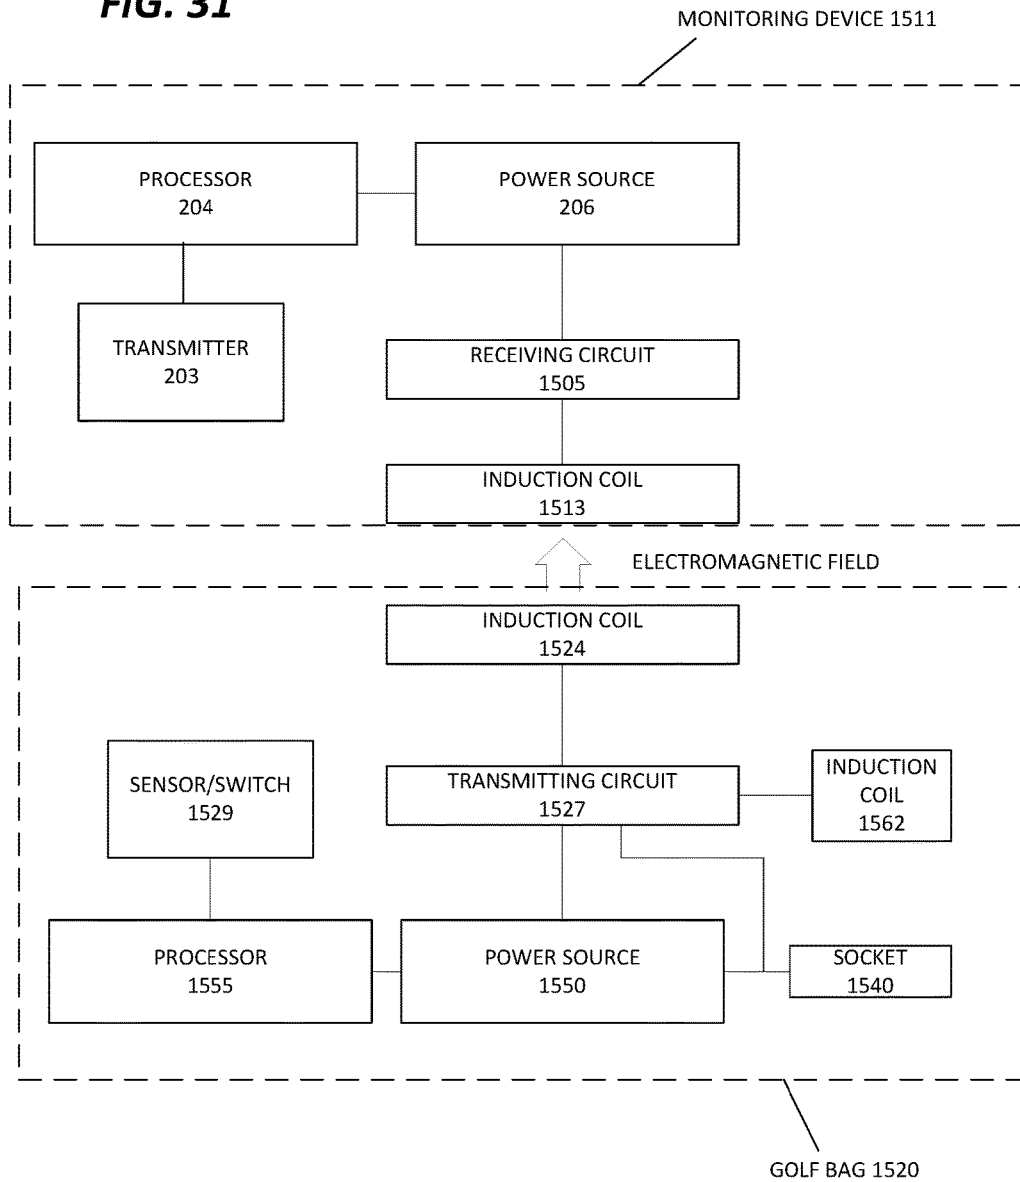 FIG. 31
MONITORING DEVICE 1511
PROCESSOR
204
POWER SOURCE
206
TRANSMITTER
203
RECEIVING CIRCUIT
1505
INDUCTION COIL
1513
ELECTROMAGNETIC FIELD
INDUCTION COIL
1524
SENSOR/SWITCH
1529
TRANSMITTING CIRCUIT
1527
INDUCTION
COIL
1562
PROCESSOR
1555
POWER SOURCE
1550
SOCKET
1540
GOLF BAG 1520